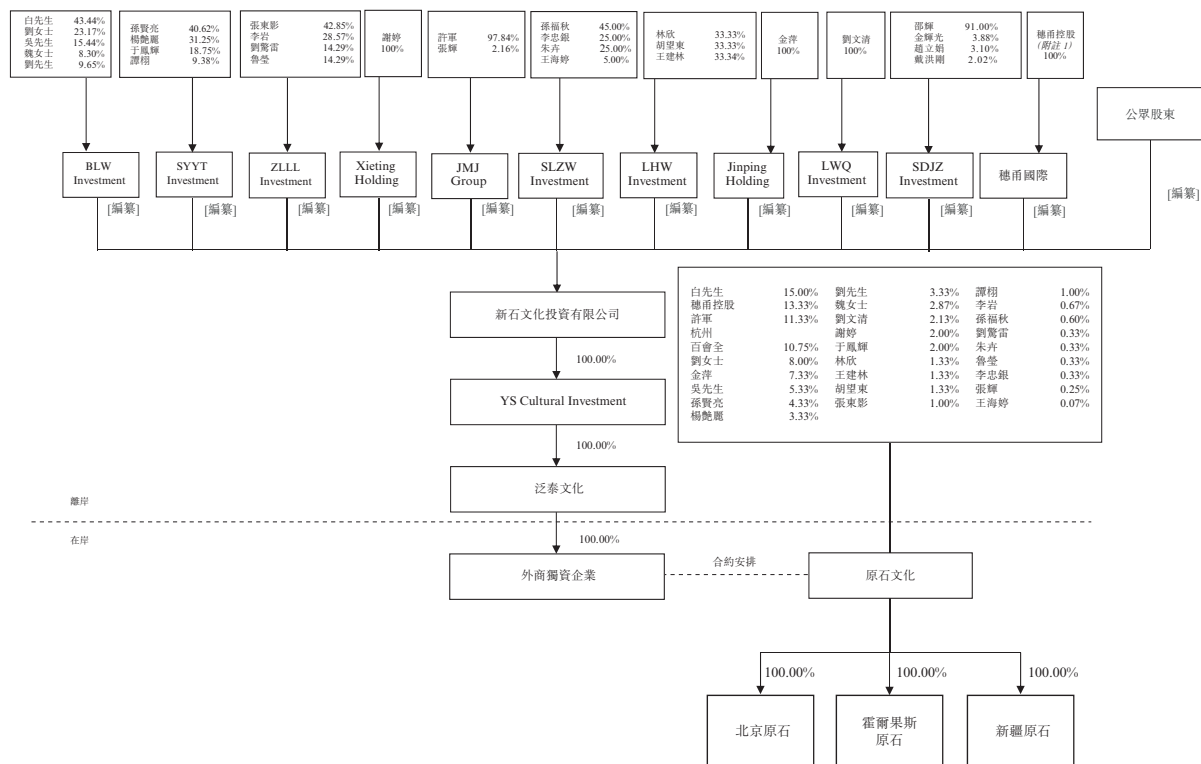 白先生 43.44%
劉女士 23.17%
吳先生 15.44%
魏女士 8.30%
劉先生 9.65%
孫賢亮 40.62%
楊艷麗 31.25%
于鳳輝 18.75%
譚栩 9.38%
張東影 42.85%
李岩 28.57%
劉驚雷 14.29%
魯瑩 14.29%
謝婷
100%
許軍 97.84%
張輝 2.16%
孫福秋 45.00%
李忠銀 25.00%
朱卉 25.00%
王海婷 5.00%
林欣 33.33%
胡望東 33.33%
王建林 33.34%
金萍
100%
劉文清
100%
邵輝 91.00%
金輝光 3.88%
趙立娟 3.10%
戴洪剛 2.02%
穗甬控股
(附註 1)
100%
公眾股東
BLW
Investment
SYYT
Investment
ZLLL
Investment
Xieting
Holding
JMJ
Group
SLZW
Investment
LHW
Investment
Jinping
Holding
LWQ
Investment
SDJZ
Investment
穗甬國際
[編纂]
[編纂]
[編纂]
[編纂]
[編纂]
[編纂]
[編纂]
[編纂]
[編纂]
[編纂]
[編纂]
[編纂]
新石文化投資有限公司
100.00%
YS Cultural Investment
100.00%
泛泰文化
白先生 15.00% 劉先生 3.33% 譚栩 1.00%
穗甬控股 13.33% 魏女士 2.87% 李岩 0.67%
許軍 11.33% 劉文清 2.13% 孫福秋 0.60%
杭州 謝婷 2.00% 劉驚雷 0.33%
百會全 10.75% 于鳳輝 2.00% 朱卉 0.33%
劉女士 8.00% 林欣 1.33% 魯瑩 0.33%
金萍 7.33% 王建林 1.33% 李忠銀 0.33%
吳先生 5.33% 胡望東 1.33% 張輝 0.25%
孫賢亮 4.33% 張東影 1.00% 王海婷 0.07%
楊艷麗 3.33%
離岸
在岸
100.00%
外商獨資企業
合約安排
原石文化
100.00%
100.00%
100.00%
北京原石
霍爾果斯
原石
新疆原石